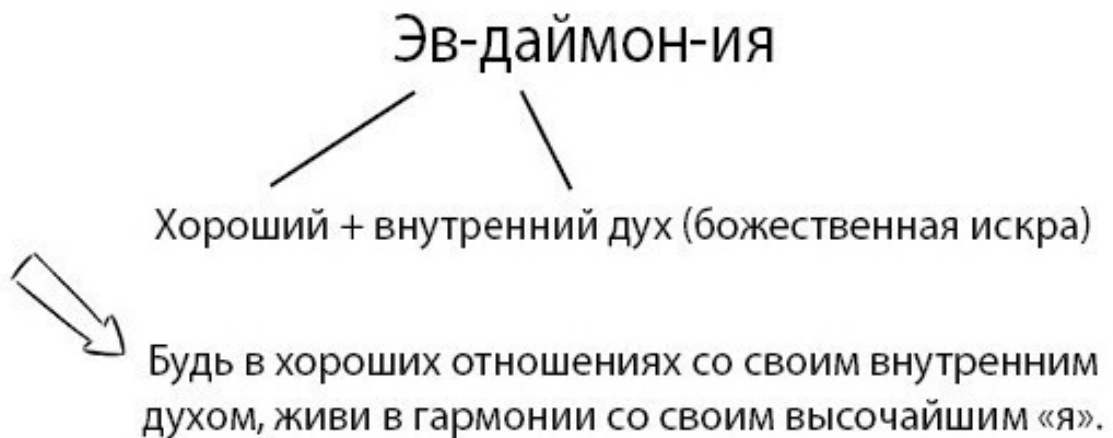 Эв-даймон-ия
Хороший + внутренний дух (божественная искра)
Будь в хороших отношениях со своим внутренним
духом, живи в гармонии со своим высочайшим «я».